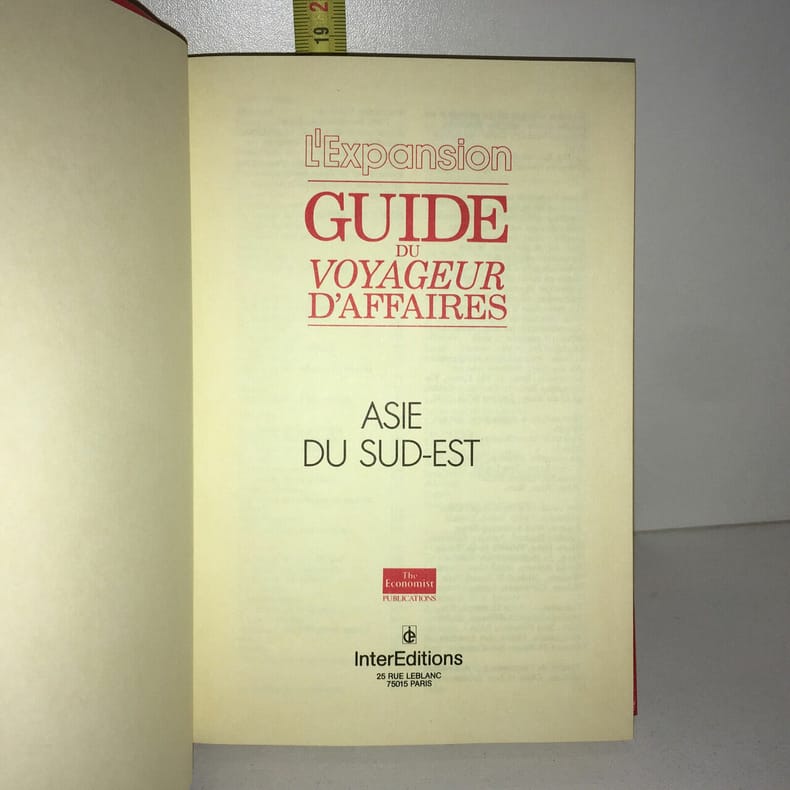 19 2
L'Expansion
GUIDE
DU
VOYAGEUR
D'AFFAIRES
ASIE
DU SUD-EST
The
Economist
PUBLICATIONS
InterEditions
25 RUE LEBLANC
75015 PARIS